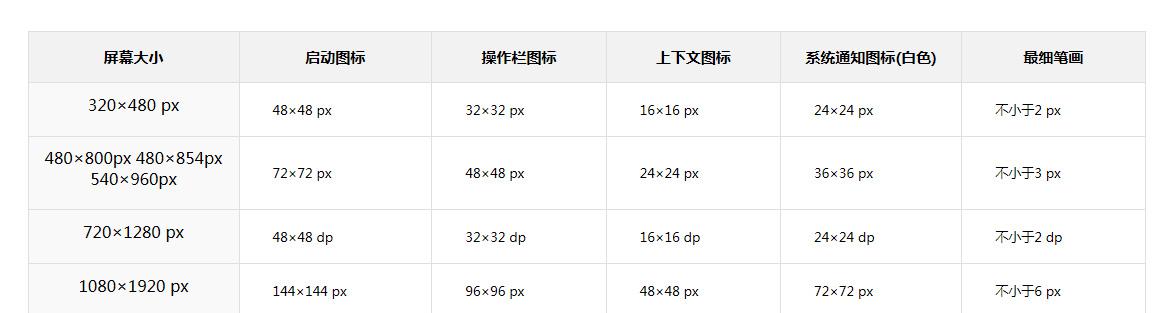 屏幕大小 启动图标 操作栏图标 上下文图标 系统通知图标(白色) 最细笔画
320×480 px 48×48 px 32×32 px 16×16 px 24×24 px 不小于2 px
480×800px 480×854px
540×960px 72×72 px 48×48 px 24×24 px 36×36 px 不小于3 px
720×1280 px 48×48 dp 32×32 dp 16×16 dp 24×24 dp 不小于2 dp
1080×1920 px 144×144 px 96×96 px 48×48 px 72×72 px 不小于6 px